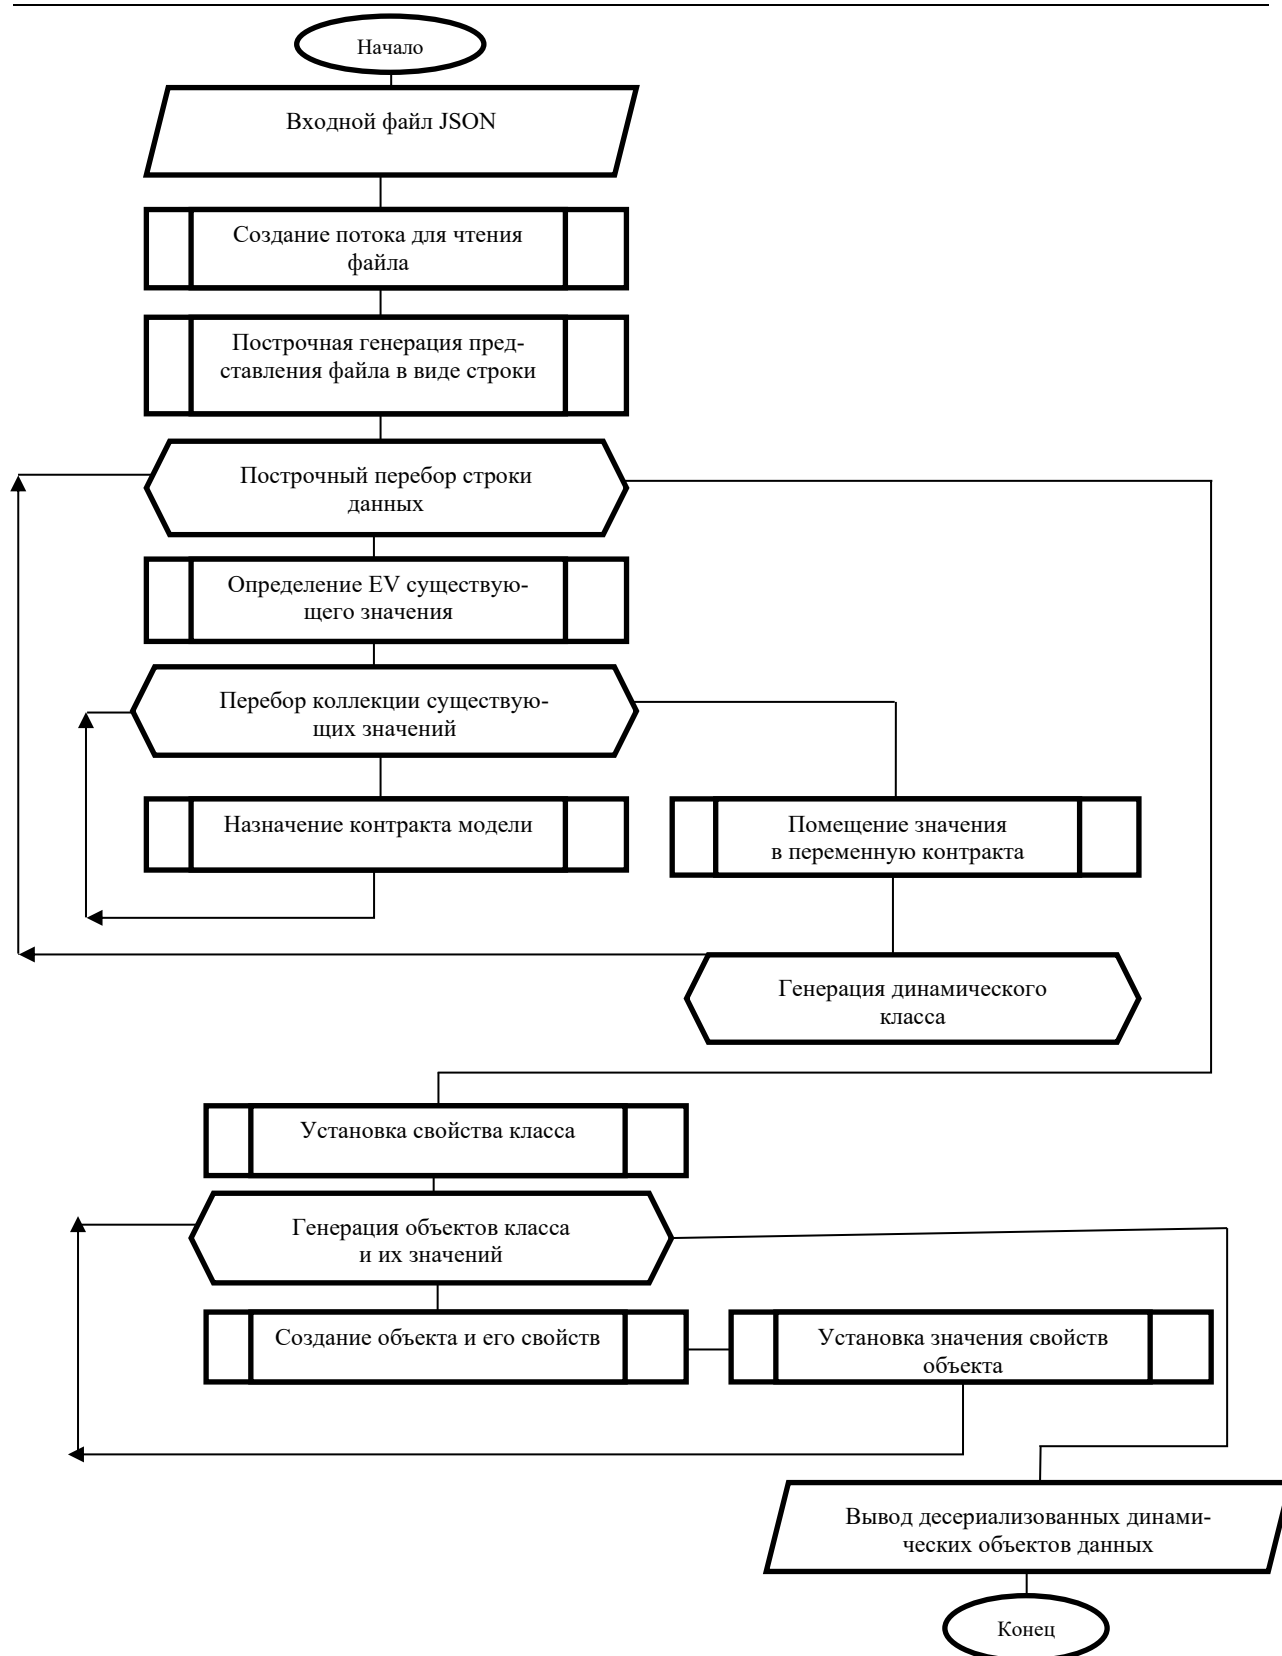 Начало
Входной файл JSON
Создание потока для чтения
файла
Построчная генерация пред-
ставления файла в виде строки
Построчный перебор строки
данных
Определение EV существую-
щего значения
Перебор коллекции существую-
щих значений
Назначение контракта модели
Помещение значения
в переменную контракта
Генерация динамического
класса
Установка свойства класса
Генерация объектов класса
и их значений
Создание объекта и его свойств
Установка значения свойств
объекта
Вывод десериализованных динами-
ческих объектов данных
Конец